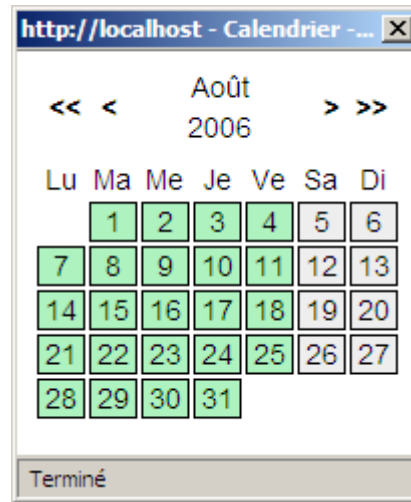 http://localhost - Calendrier -...
<< < Août > >>
2006
Lu Ma Me Je Ve Sa Di
1 2 3 4 5 6
7 8 9 10 11 12 13
14 15 16 17 18 19 20
21 22 23 24 25 26 27
28 29 30 31
Terminé